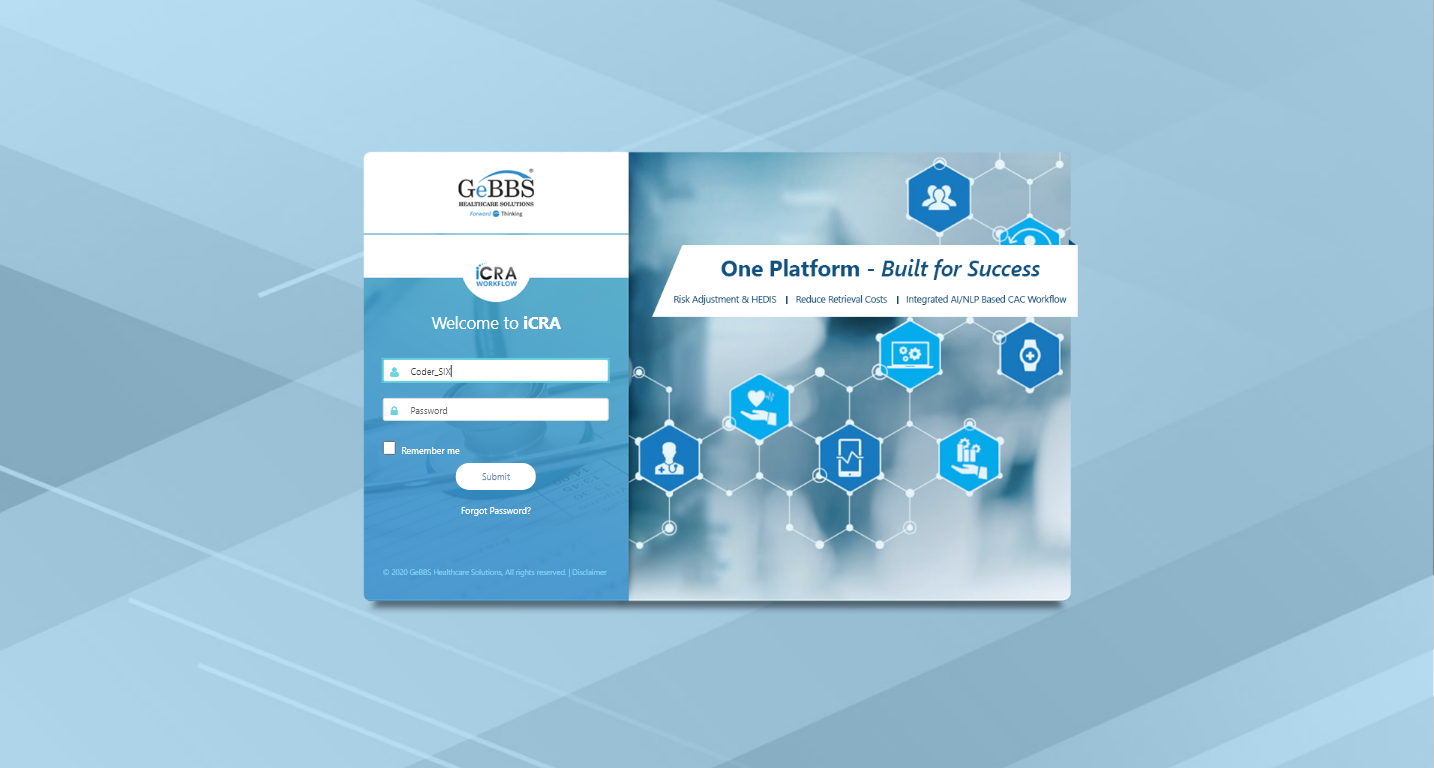 GeBBS
HEALTHCARE SOLUTIONS
Forward Thinking
iCRA
WORKFLOW
Welcome to iCRA
Coder_SIX
Password
Remember me
Submit
Forgot Password?
© 2020 GeBBS Healthcare Solutions, All rights reserved. | Disclaimer
One Platform - Built for Success
Risk Adjustment & HEDIS | Reduce Retrieval Costs | Integrated AI/NLP Based CAC Workflow